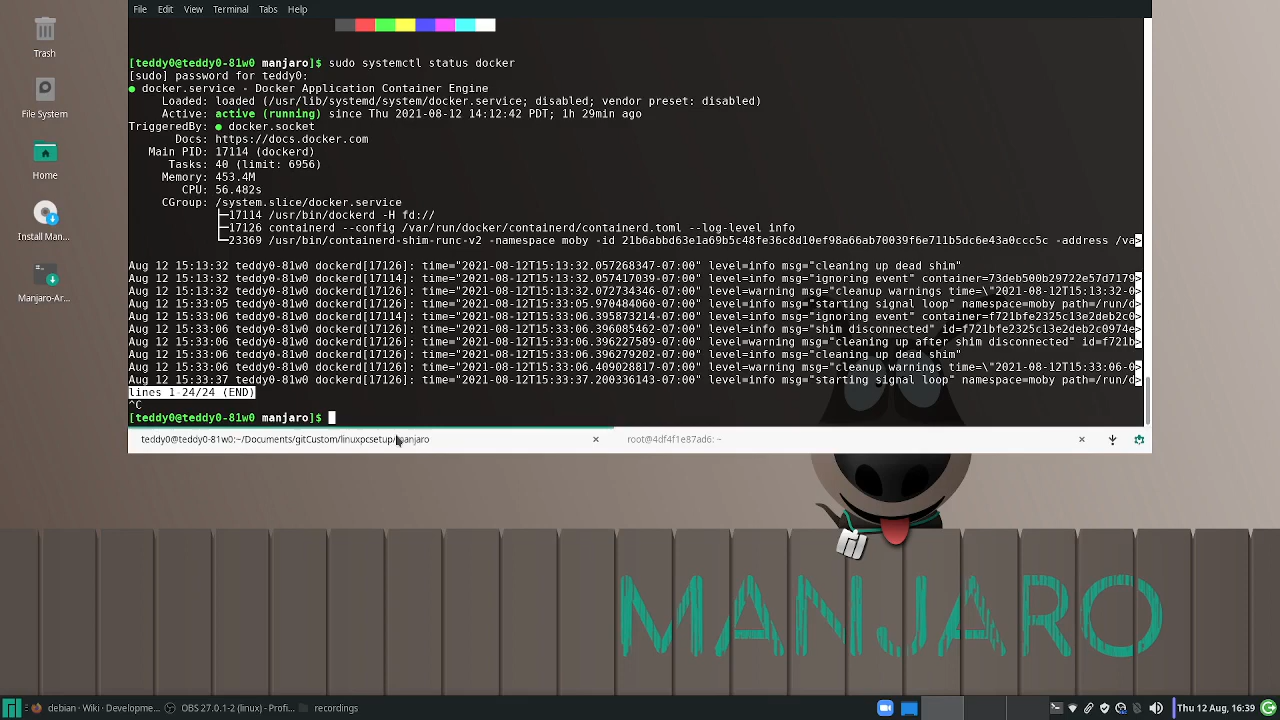 File Edit View Terminal Tabs Help
Trash
File System
Home
Install Man...
Manjaro-Ar...
[teddy0@teddy0-81w0 manjaro]$ sudo systemctl status docker
[sudo] password for teddy0:
● docker.service - Docker Application Container Engine
Loaded: loaded (/usr/lib/systemd/system/docker.service; disabled; vendor preset: disabled)
Active: active (running) since Thu 2021-08-12 14:12:42 PDT; 1h 29min ago
TriggeredBy: ● docker.socket
Docs: https://docs.docker.com
Main PID: 17114 (dockerd)
Tasks: 40 (limit: 6956)
Memory: 453.4M
CPU: 56.482s
CGroup: /system.slice/docker.service
├─17114 /usr/bin/dockerd -H fd://
├─17126 containerd --config /var/run/docker/containerd/containerd.toml --log-level info
└─23369 /usr/bin/containerd-shim-runc-v2 -namespace moby -id 21b6abbd63e1a69b5c48fe36c8d10ef98a66ab70039f6e711b5dc6e43a0ccc5c -address /va>
Aug 12 15:13:32 teddy0-81w0 dockerd[17126]: time="2021-08-12T15:13:32.057268347-07:00" level=info msg="cleaning up dead shim"
Aug 12 15:13:32 teddy0-81w0 dockerd[17114]: time="2021-08-12T15:13:32.057417039-07:00" level=info msg="ignoring event" container=73deb500b29722e57d7179>
Aug 12 15:13:32 teddy0-81w0 dockerd[17126]: time="2021-08-12T15:13:32.072734346-07:00" level=warning msg="cleanup warnings time=\"2021-08-12T15:13:32-0>
Aug 12 15:33:05 teddy0-81w0 dockerd[17126]: time="2021-08-12T15:33:05.970484060-07:00" level=info msg="starting signal loop" namespace=moby path=/run/d>
Aug 12 15:33:06 teddy0-81w0 dockerd[17114]: time="2021-08-12T15:33:06.395873214-07:00" level=info msg="ignoring event" container=f721bfe2325c13e2deb2c0>
Aug 12 15:33:06 teddy0-81w0 dockerd[17126]: time="2021-08-12T15:33:06.396085462-07:00" level=info msg="shim disconnected" id=f721bfe2325c13e2deb2c0974e>
Aug 12 15:33:06 teddy0-81w0 dockerd[17126]: time="2021-08-12T15:33:06.396227589-07:00" level=warning msg="cleaning up after shim disconnected" id=f721b>
Aug 12 15:33:06 teddy0-81w0 dockerd[17126]: time="2021-08-12T15:33:06.396279202-07:00" level=info msg="cleaning up dead shim"
Aug 12 15:33:06 teddy0-81w0 dockerd[17126]: time="2021-08-12T15:33:06.409028817-07:00" level=warning msg="cleanup warnings time=\"2021-08-12T15:33:06-0>
Aug 12 15:33:37 teddy0-81w0 dockerd[17126]: time="2021-08-12T15:33:37.200336143-07:00" level=info msg="starting signal loop" namespace=moby path=/run/d>
lines 1-24/24 (END)
^C
[teddy0@teddy0-81w0 manjaro]$
teddy0@teddy0-81w0:~/Documents/gitCustom/linuxpcsetup/manjaro
root@4df4f1e87ad6: ~
MANJARO
debian · Wiki · Developme...
OBS 27.0.1-2 (linux) - Profi...
recordings
Thu 12 Aug, 16:39